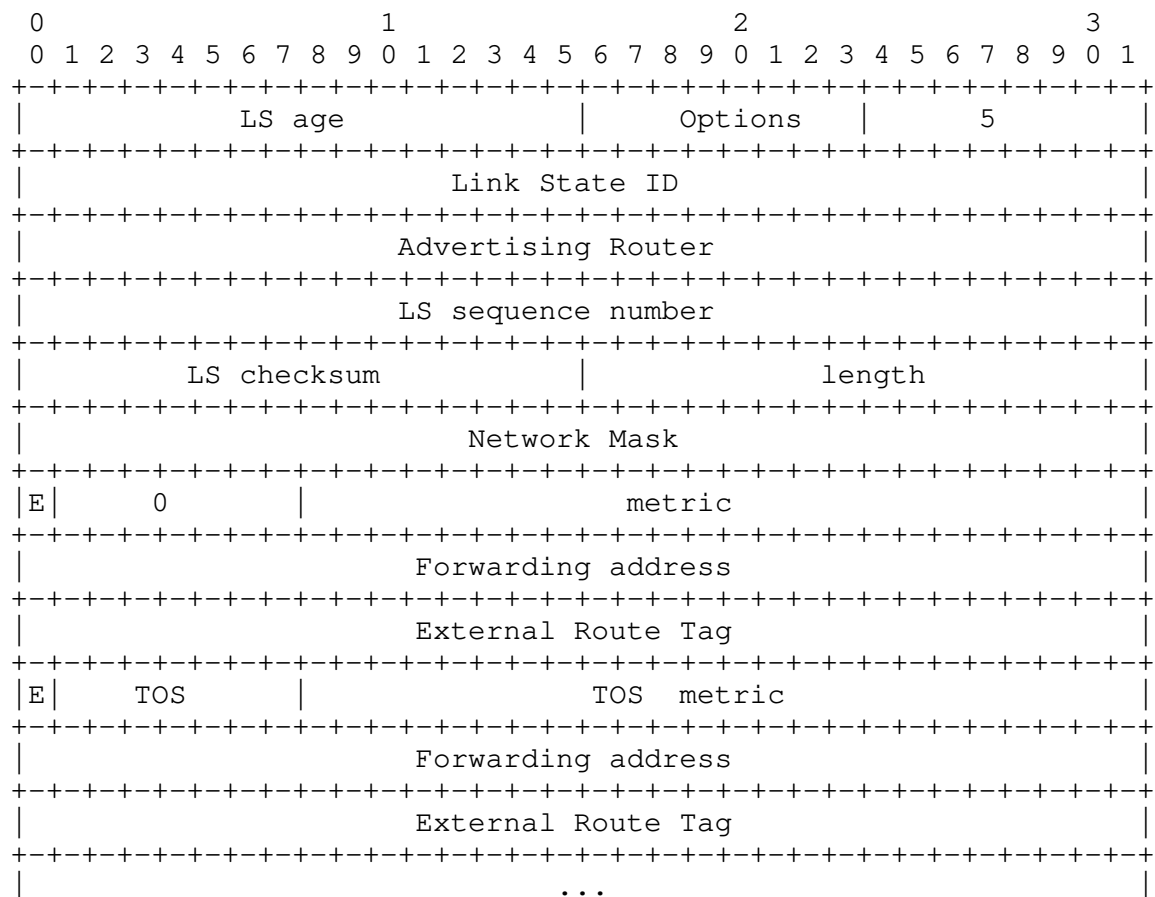 0                   1                   2                   3
 0 1 2 3 4 5 6 7 8 9 0 1 2 3 4 5 6 7 8 9 0 1 2 3 4 5 6 7 8 9 0 1
+-+-+-+-+-+-+-+-+-+-+-+-+-+-+-+-+-+-+-+-+-+-+-+-+-+-+-+-+-+-+-+-+
|            LS age             |     Options   |      5        |
+-+-+-+-+-+-+-+-+-+-+-+-+-+-+-+-+-+-+-+-+-+-+-+-+-+-+-+-+-+-+-+-+
|                        Link State ID                          |
+-+-+-+-+-+-+-+-+-+-+-+-+-+-+-+-+-+-+-+-+-+-+-+-+-+-+-+-+-+-+-+-+
|                     Advertising Router                        |
+-+-+-+-+-+-+-+-+-+-+-+-+-+-+-+-+-+-+-+-+-+-+-+-+-+-+-+-+-+-+-+-+
|                     LS sequence number                        |
+-+-+-+-+-+-+-+-+-+-+-+-+-+-+-+-+-+-+-+-+-+-+-+-+-+-+-+-+-+-+-+-+
|         LS checksum           |             length            |
+-+-+-+-+-+-+-+-+-+-+-+-+-+-+-+-+-+-+-+-+-+-+-+-+-+-+-+-+-+-+-+-+
|                         Network Mask                          |
+-+-+-+-+-+-+-+-+-+-+-+-+-+-+-+-+-+-+-+-+-+-+-+-+-+-+-+-+-+-+-+-+
|E|     0       |                  metric                       |
+-+-+-+-+-+-+-+-+-+-+-+-+-+-+-+-+-+-+-+-+-+-+-+-+-+-+-+-+-+-+-+-+
|                      Forwarding address                       |
+-+-+-+-+-+-+-+-+-+-+-+-+-+-+-+-+-+-+-+-+-+-+-+-+-+-+-+-+-+-+-+-+
|                      External Route Tag                       |
+-+-+-+-+-+-+-+-+-+-+-+-+-+-+-+-+-+-+-+-+-+-+-+-+-+-+-+-+-+-+-+-+
|E|    TOS      |                TOS  metric                    |
+-+-+-+-+-+-+-+-+-+-+-+-+-+-+-+-+-+-+-+-+-+-+-+-+-+-+-+-+-+-+-+-+
|                      Forwarding address                       |
+-+-+-+-+-+-+-+-+-+-+-+-+-+-+-+-+-+-+-+-+-+-+-+-+-+-+-+-+-+-+-+-+
|                      External Route Tag                       |
+-+-+-+-+-+-+-+-+-+-+-+-+-+-+-+-+-+-+-+-+-+-+-+-+-+-+-+-+-+-+-+-+
|                              ...                              |